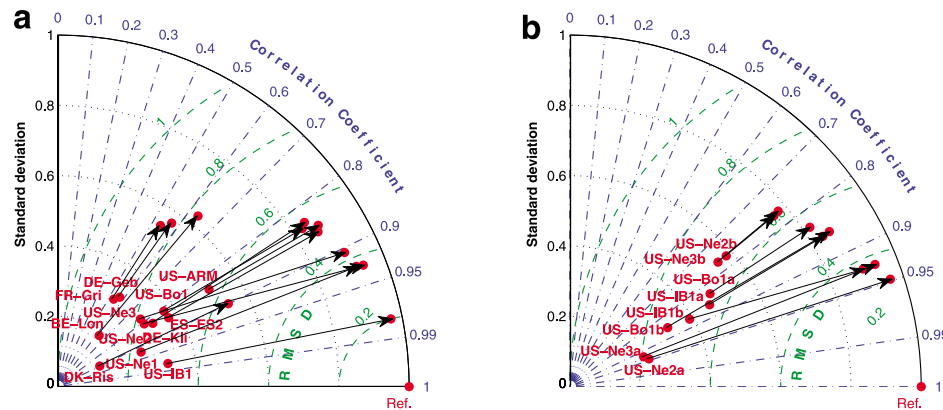 a
Standard deviation
1
0.8
0.6
0.4
0.2
0
0
0.1
0.2
0.3
0.4
0.5
0.6
0.7
0.8
0.9
0.95
0.99
1
Correlation Coefficient
1
0.8
0.6
0.4
0.2
RMSD
DE−Geb
FR−Gri
US−ARM
US−Bo1
US−Ne3
BE−Lon
ES−ES2
US−Ne2
DE−Kli
US−Ne1
US−IB1
DK−Ris
Ref.
b
Standard deviation
1
0.8
0.6
0.4
0.2
0
0
0.1
0.2
0.3
0.4
0.5
0.6
0.7
0.8
0.9
0.95
0.99
1
Correlation Coefficient
1
0.8
0.4
0.2
RMSD
US−Ne2b
US−Ne3b
US−Bo1a
US−IB1a
US−IB1b
US−Bo1b
US−Ne3a
US−Ne2a
Ref.